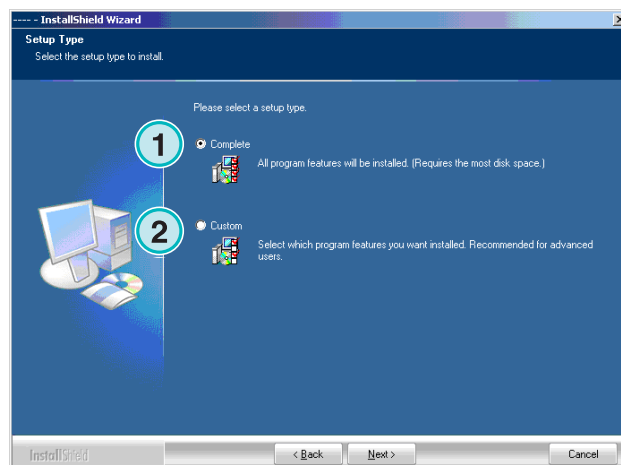 ---- - InstallShield Wizard
Setup Type
Select the setup type to install.
Please select a setup type.
1
Complete
All program features will be installed. (Requires the most disk space.)
2
Custom
Select which program features you want installed. Recommended for advanced
users.
InstallShield
< Back
Next >
Cancel